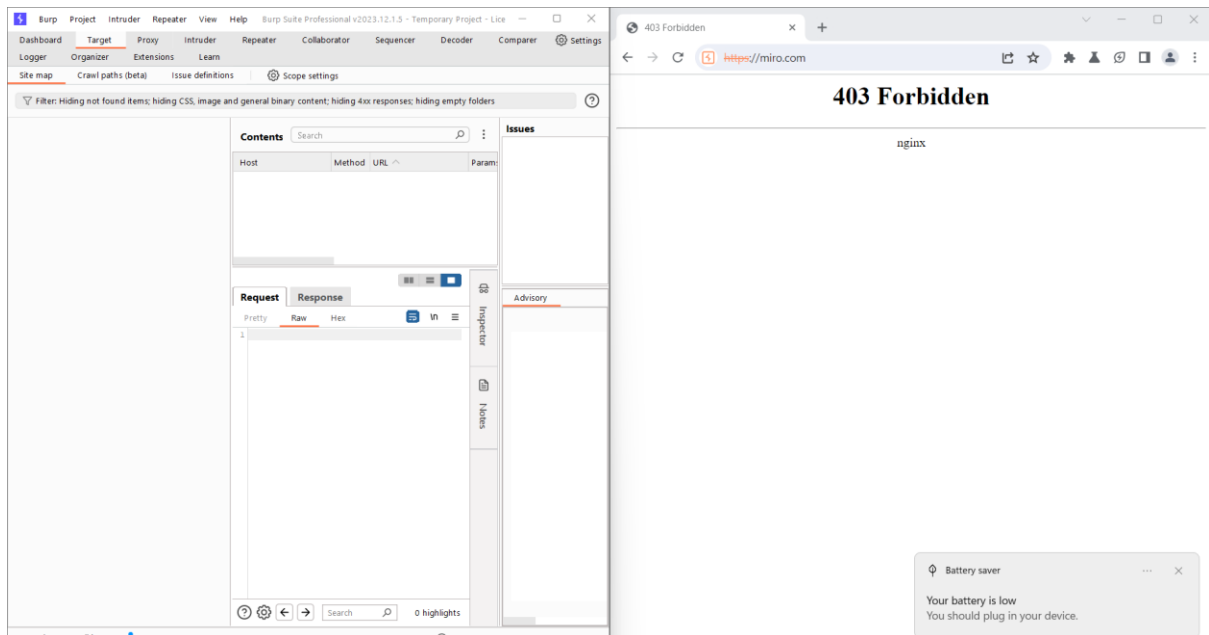 Burp Project Intruder Repeater View Help Burp Suite Professional v2023.12.1.5 - Temporary Project - Lice
Dashboard Target Proxy Intruder Repeater Collaborator Sequencer Decoder Comparer Settings
Logger Organizer Extensions Learn
Site map Crawl paths (beta) Issue definitions Scope settings
Filter: Hiding not found items; hiding CSS, image and general binary content; hiding 4xx responses; hiding empty folders
Contents Search
Issues
Host Method URL Params
Request Response
Pretty Raw Hex \n
1
Inspector
Notes
Advisory
Search 0 highlights
403 Forbidden
https://miro.com
403 Forbidden
nginx
Battery saver
Your battery is low
You should plug in your device.